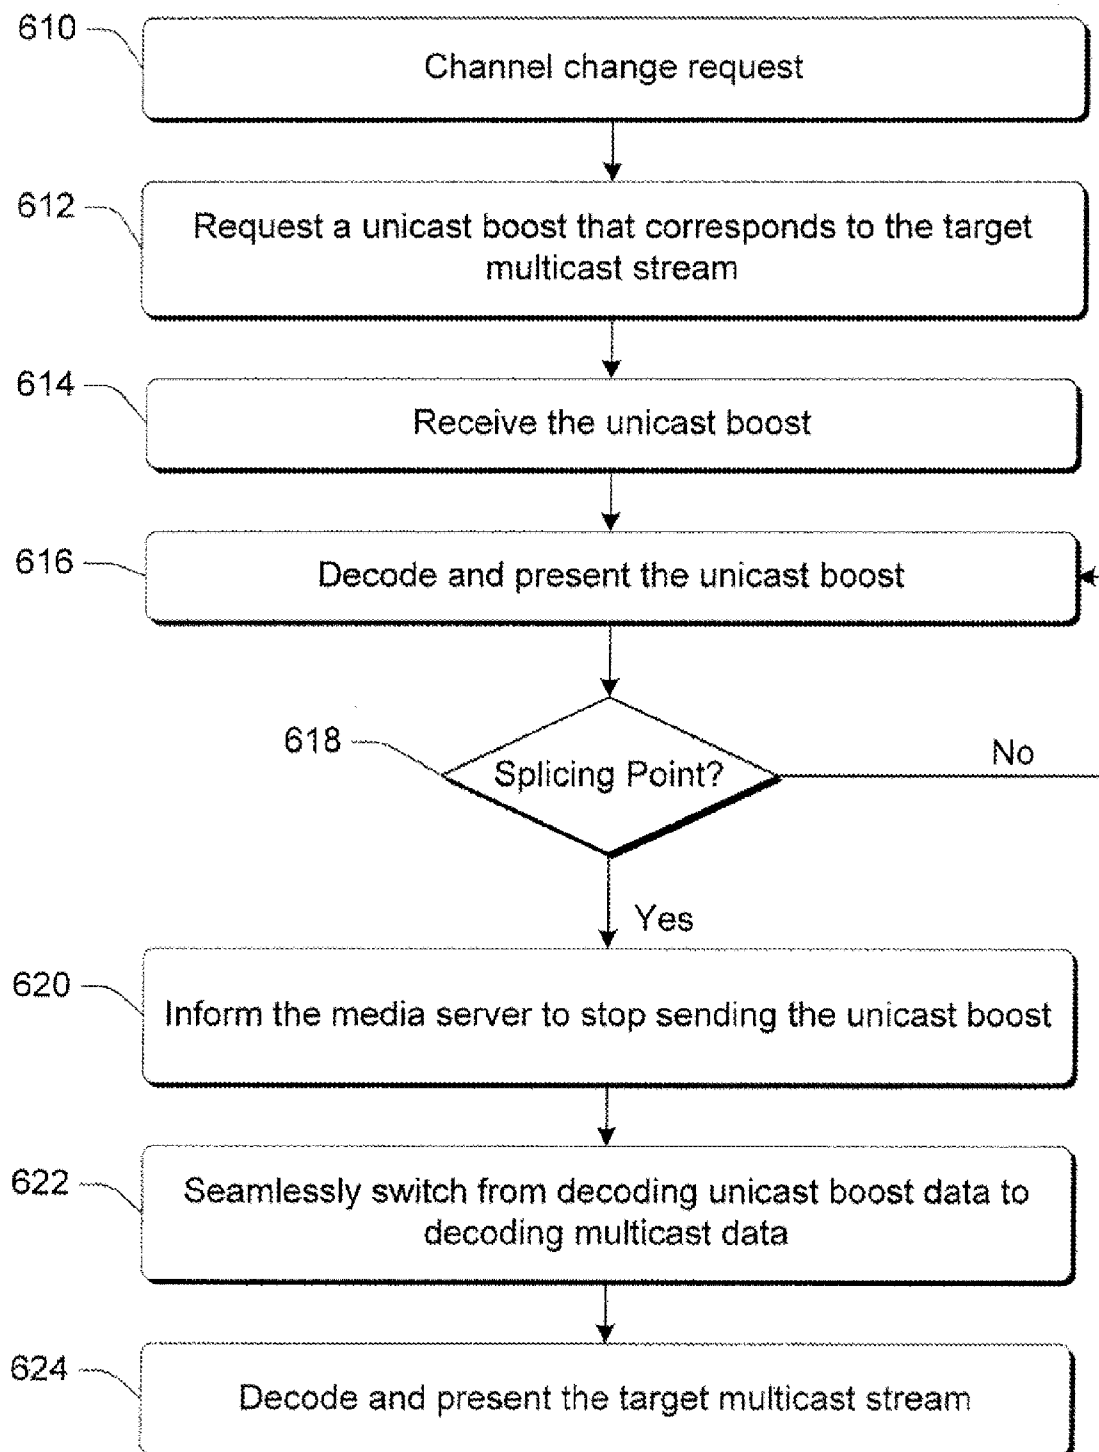 610
Channel change request
612
Request a unicast boost that corresponds to the target
multicast stream
614
Receive the unicast boost
616
Decode and present the unicast boost
618
Splicing Point?
No
Yes
620
Inform the media server to stop sending the unicast boost
622
Seamlessly switch from decoding unicast boost data to
decoding multicast data
624
Decode and present the target multicast stream